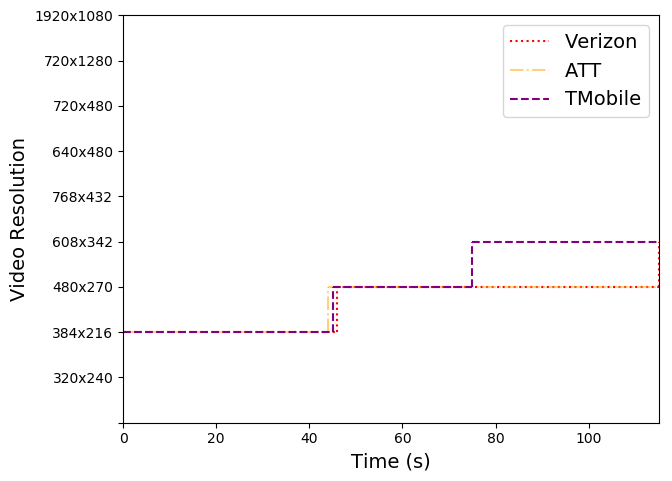 1920x1080
720x1280
720x480
640x480
768x432
608x342
480x270
384x216
320x240
Video Resolution
Verizon
ATT
TMobile
0 20 40 60 80 100
Time (s)